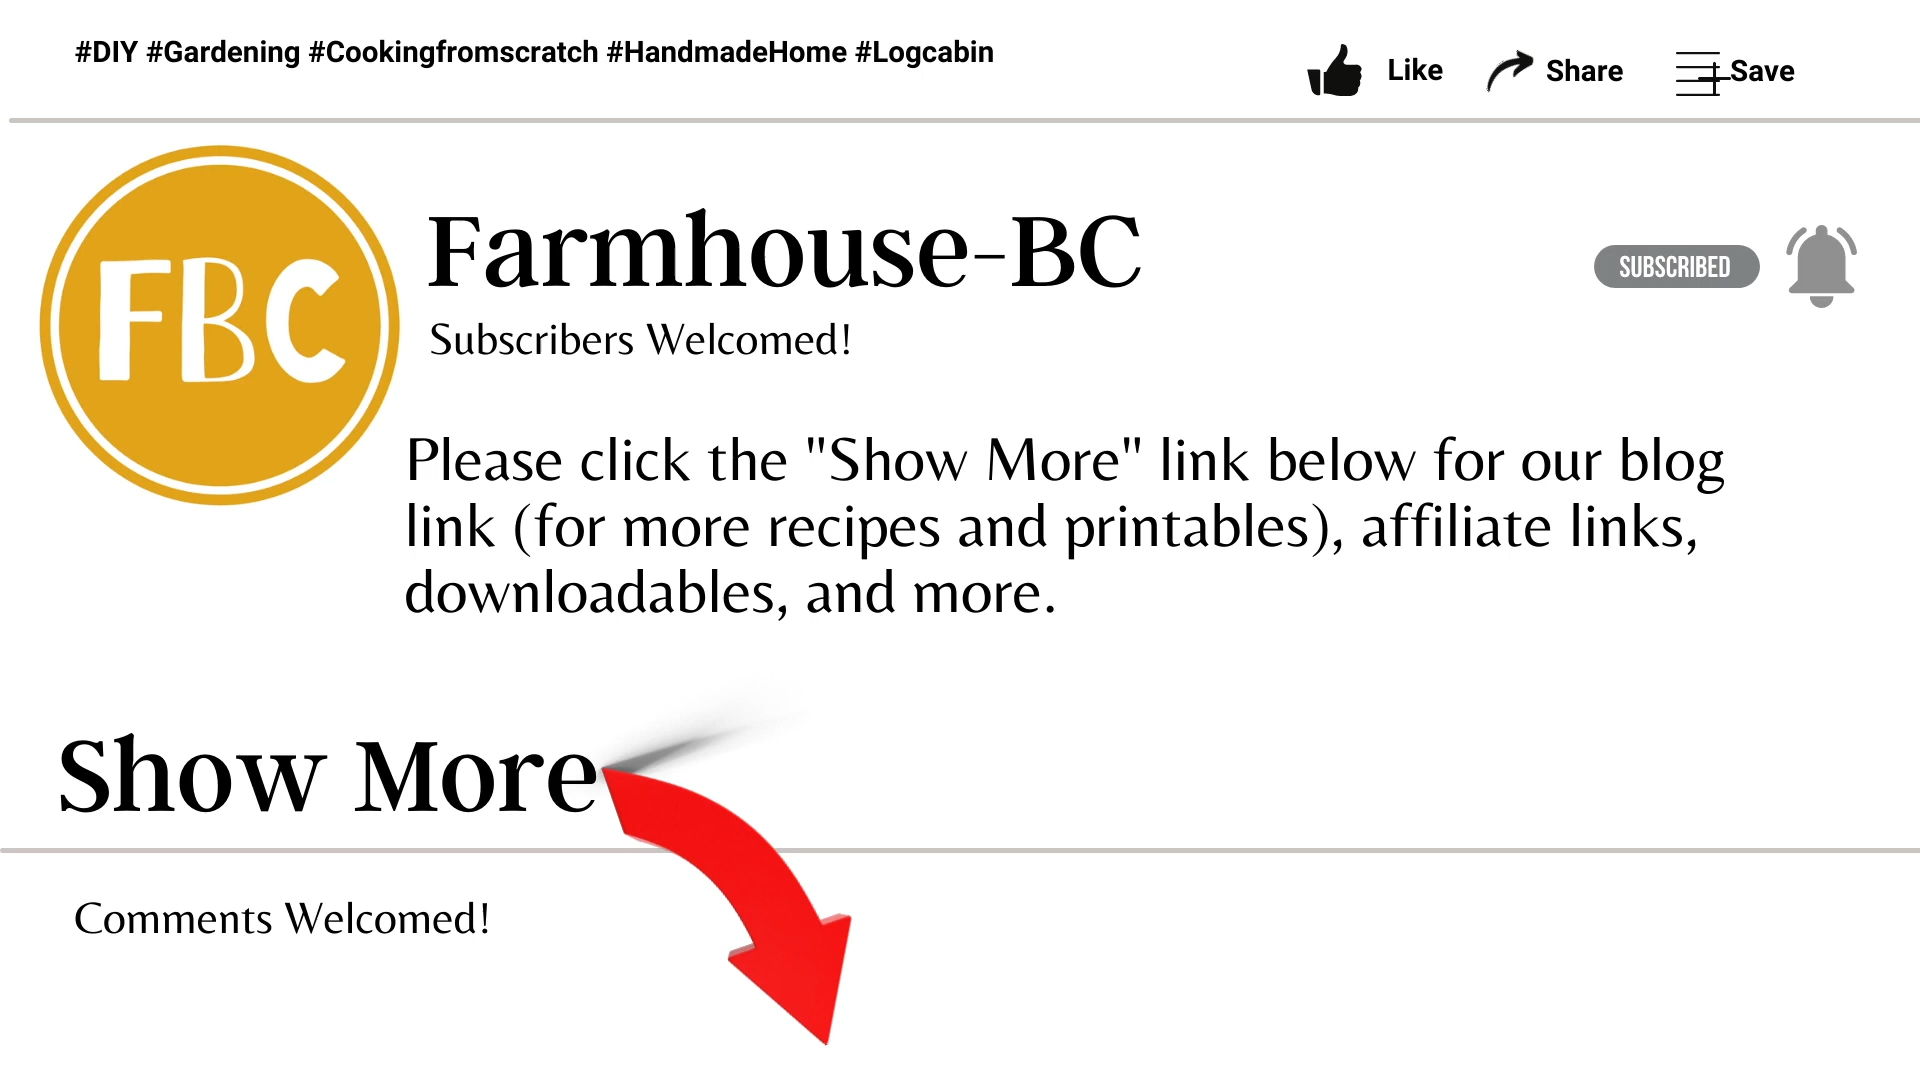 #DIY #Gardening #Cookingfromscratch #HandmadeHome #Logcabin
Like
Share
Save
FBC
Farmhouse-BC
SUBSCRIBED
Subscribers Welcomed!
Please click the "Show More" link below for our blog
link (for more recipes and printables), affiliate links,
downloadables, and more.
Show More
Comments Welcomed!